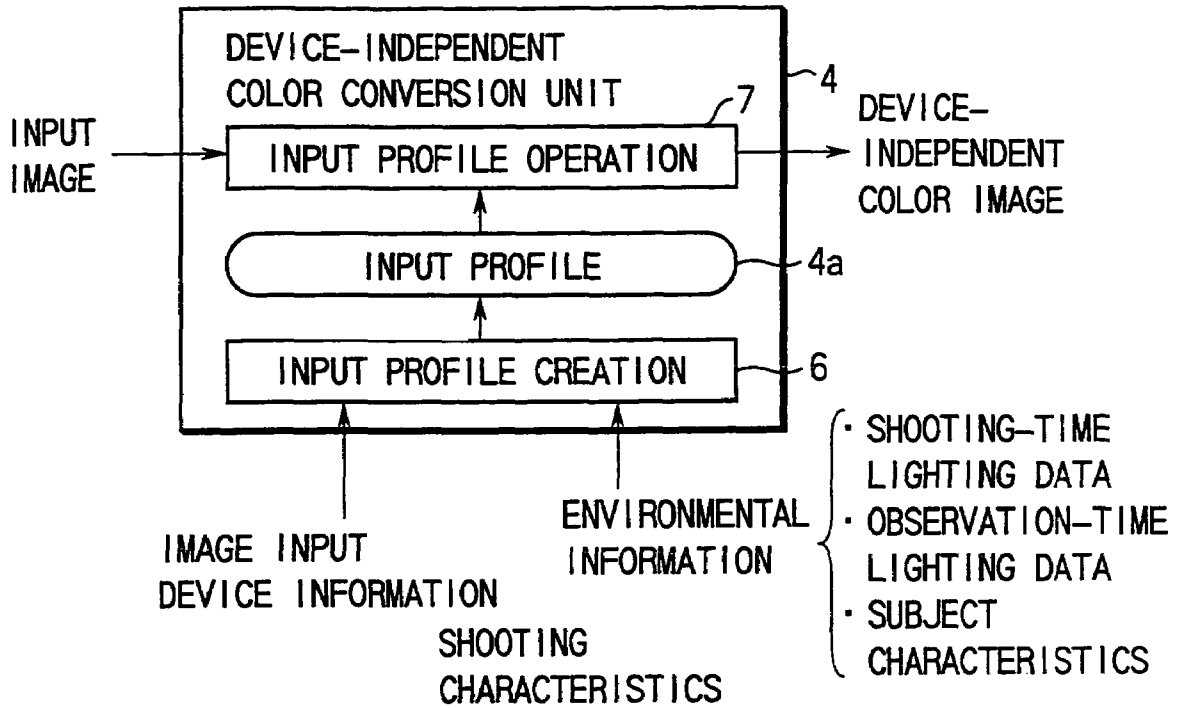 DEVICE-INDEPENDENT
COLOR CONVERSION UNIT
4
7
INPUT
IMAGE
INPUT PROFILE OPERATION
DEVICE-
INDEPENDENT
COLOR IMAGE
INPUT PROFILE
4a
INPUT PROFILE CREATION
6
IMAGE INPUT
DEVICE INFORMATION
SHOOTING
CHARACTERISTICS
ENVIRONMENTAL
INFORMATION
· SHOOTING-TIME
LIGHTING DATA
· OBSERVATION-TIME
LIGHTING DATA
· SUBJECT
CHARACTERISTICS